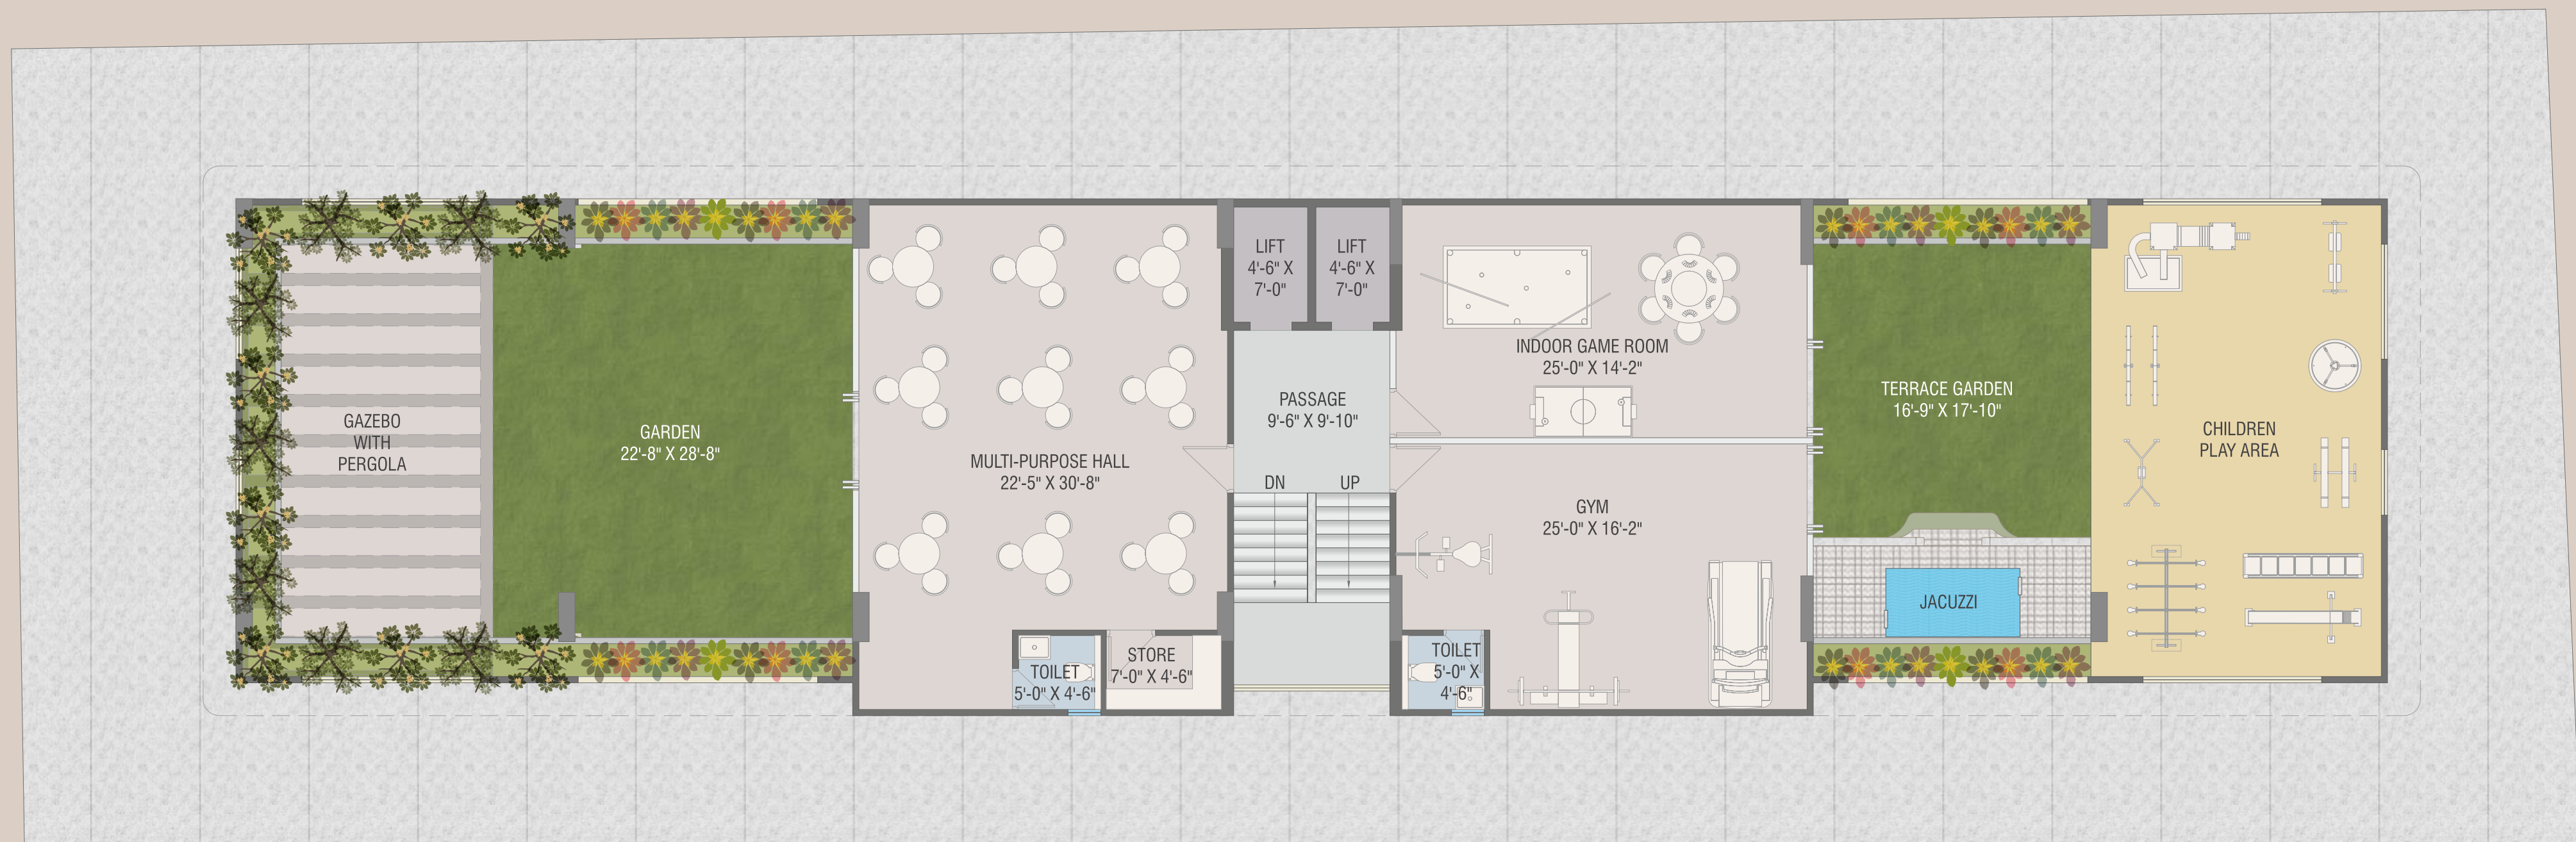 GAZEBO
WITH
PERGOLA
GARDEN
22'-8" X 28'-8"
MULTI-PURPOSE HALL
22'-5" X 30'-8"
TOILET
5'-0" X 4'-6"
STORE
7'-0" X 4'-6"
LIFT
4'-6" X
7'-0"
LIFT
4'-6" X
7'-0"
PASSAGE
9'-6" X 9'-10"
DN
UP
INDOOR GAME ROOM
25'-0" X 14'-2"
GYM
25'-0" X 16'-2"
TOILET
5'-0" X
4'-6"
TERRACE GARDEN
16'-9" X 17'-10"
JACUZZI
CHILDREN
PLAY AREA